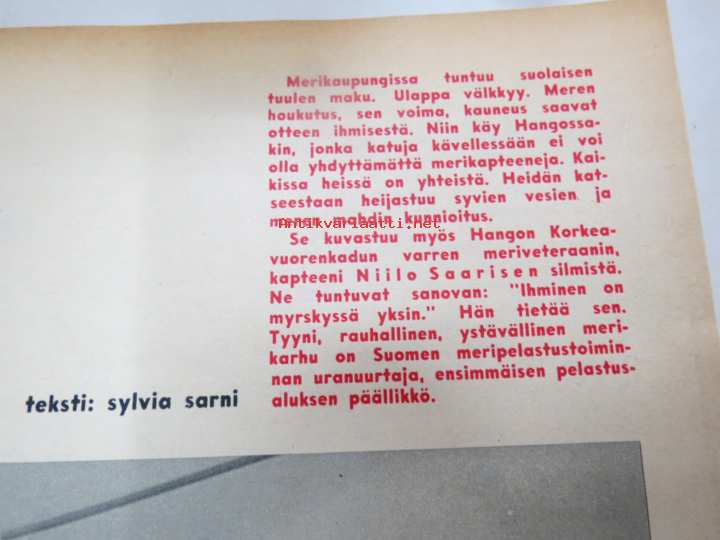 Merikaupungissa tuntuu suolaisen
tuulen maku. Ulappa välkkyy. Meren
houkutus, sen voima, kauneus saavat
otteen ihmisestä. Niin käy Hangossa-
kin, jonka katuja kävellessään ei voi
olla yhdyttämättä merikapteeneja. Kai-
kissa heissä on yhteistä. Heidän kat-
seestaan heijastuu syvien vesien ja
meren mahdin kunnioitus.
Antikvariaatti.net
Se kuvastuu myös Hangon Korkea-
vuorenkadun varren meriveteraanin,
kapteeni Niilo Saarisen silmistä.
Ne tuntuvat sanovan: "Ihminen on
myrskyssä yksin." Hän tietää sen.
Tyyni, rauhallinen, ystävällinen meri-
karhu on Suomen meripelastustoimin-
nan uranuurtaja, ensimmäisen pelastus-
aluksen päällikkö.
teksti: sylvia sarni